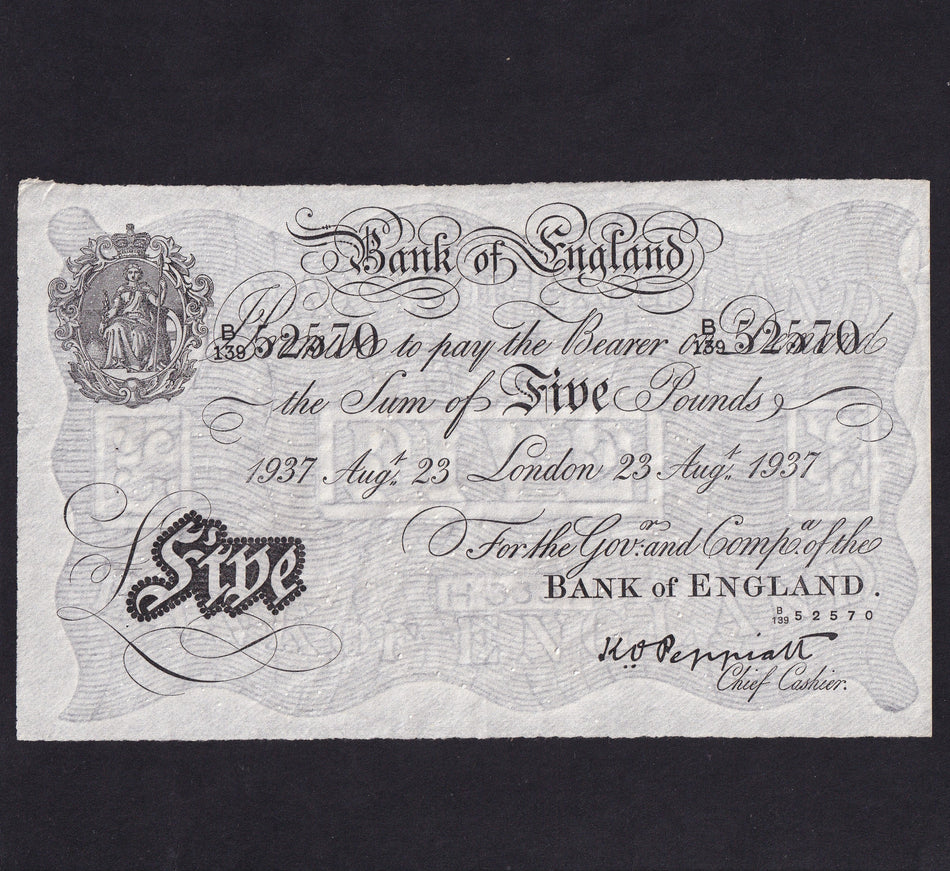 Bank of England
B/139 52570 to pay the Bearer on Demand B/139 52570
the Sum of Five Pounds
1937 Augt. 23 London 23 Augt. 1937
For the Govr. and Compa. of the
BANK of ENGLAND.
B/139 52570
K.O. Peppiatt
Chief Cashier.
£Five